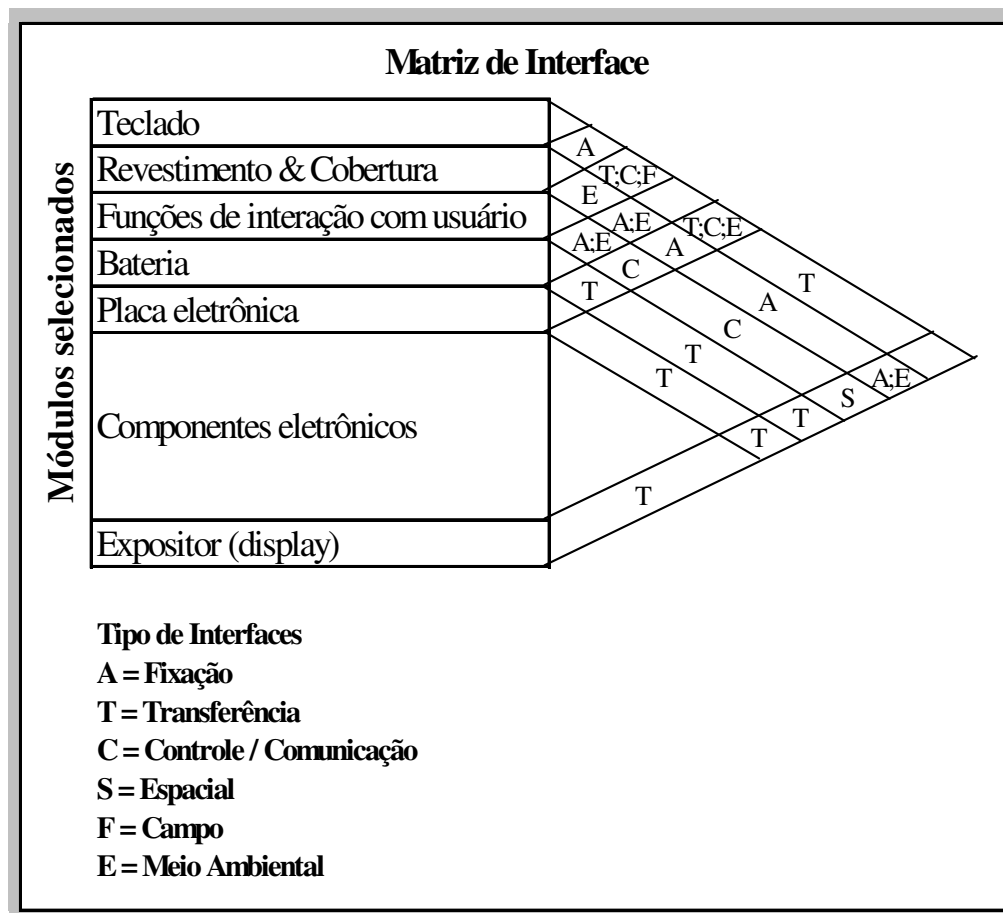 Matriz de Interface
Módulos selecionados
Teclado
A
Revestimento & Cobertura
T;C;F
E
Funções de interação com usuário
A;E
T;C;E
A;E
A
Bateria
C
T
T
A
Placa eletrônica
C
T
T
A;E
S
Componentes eletrônicos
T
T
T
Expositor (display)
Tipo de Interfaces
A = Fixação
T = Transferência
C = Controle / Comunicação
S = Espacial
F = Campo
E = Meio Ambiental